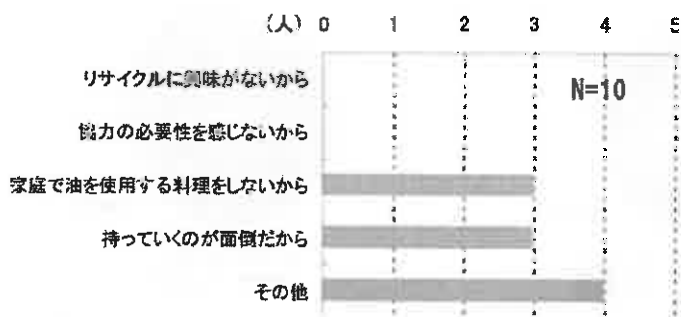 (人) 0 1 2 3 4 5
N=10
リサイクルに興味がないから
協力の必要性を感じないから
家庭で油を使用する料理をしないから
持っていくのが面倒だから
その他